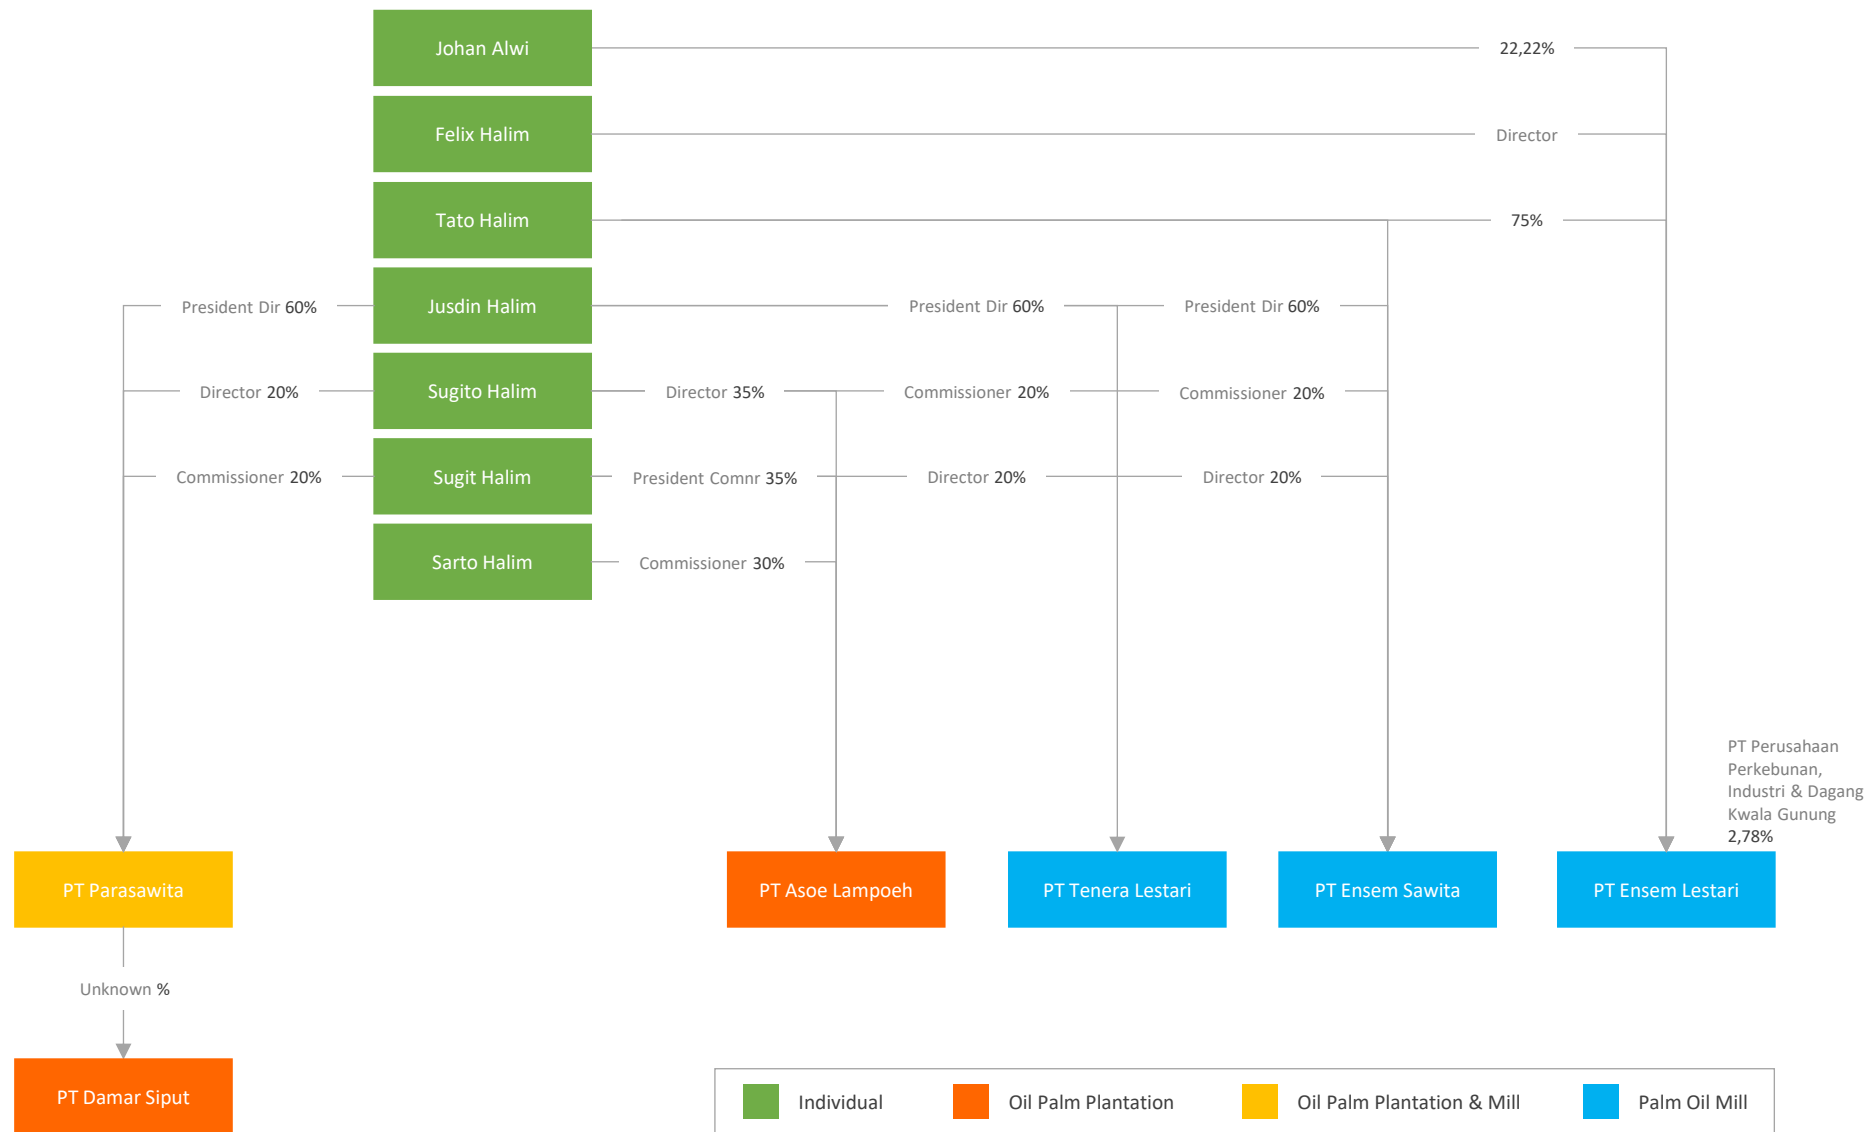 Johan Alwi
22,22%
Felix Halim
Director
Tato Halim
75%
President Dir 60%
Jusdin Halim
President Dir 60%
President Dir 60%
Director 20%
Sugito Halim
Director 35%
Commissioner 20%
Commissioner 20%
Commissioner 20%
Sugit Halim
President Comnr 35%
Director 20%
Director 20%
Sarto Halim
Commissioner 30%
PT Perusahaan
Perkebunan,
Industri & Dagang
Kwala Gunung
2,78%
PT Parasawita
PT Asoe Lampoeh
PT Tenera Lestari
PT Ensem Sawita
PT Ensem Lestari
Unknown %
PT Damar Siput
Individual
Oil Palm Plantation
Oil Palm Plantation & Mill
Palm Oil Mill